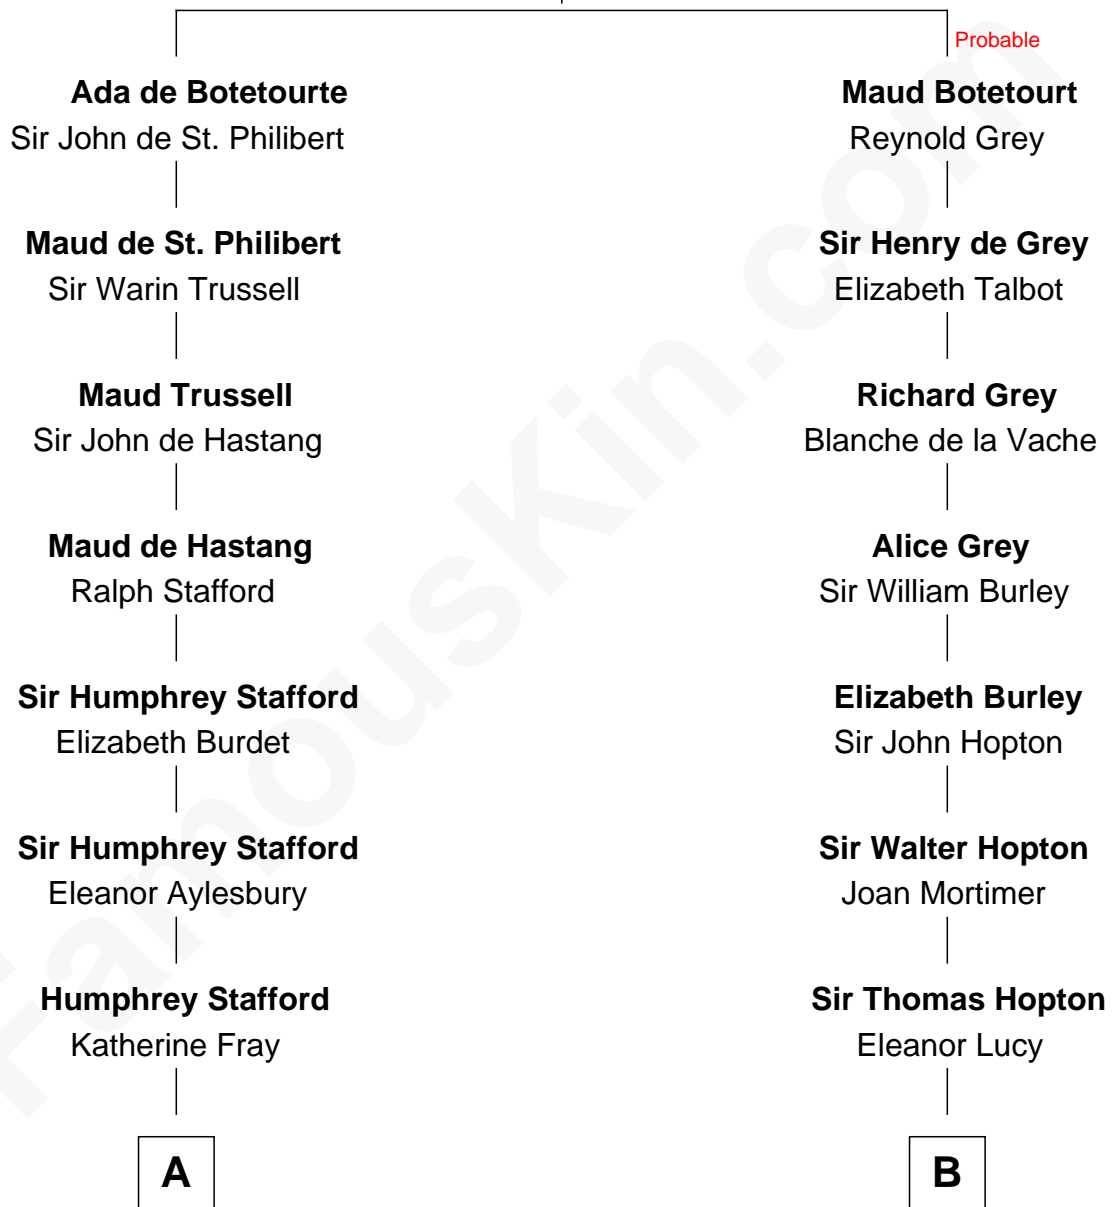 Probable
Ada de Botetourte
Sir John de St. Philibert
Maud Botetourt
Reynold Grey
Maud de St. Philibert
Sir Warin Trussell
Sir Henry de Grey
Elizabeth Talbot
Maud Trussell
Sir John de Hastang
Richard Grey
Blanche de la Vache
Maud de Hastang
Ralph Stafford
Alice Grey
Sir William Burley
Sir Humphrey Stafford
Elizabeth Burdet
Elizabeth Burley
Sir John Hopton
Sir Humphrey Stafford
Eleanor Aylesbury
Sir Walter Hopton
Joan Mortimer
Humphrey Stafford
Katherine Fray
Sir Thomas Hopton
Eleanor Lucy
A
B
FamousKin.com